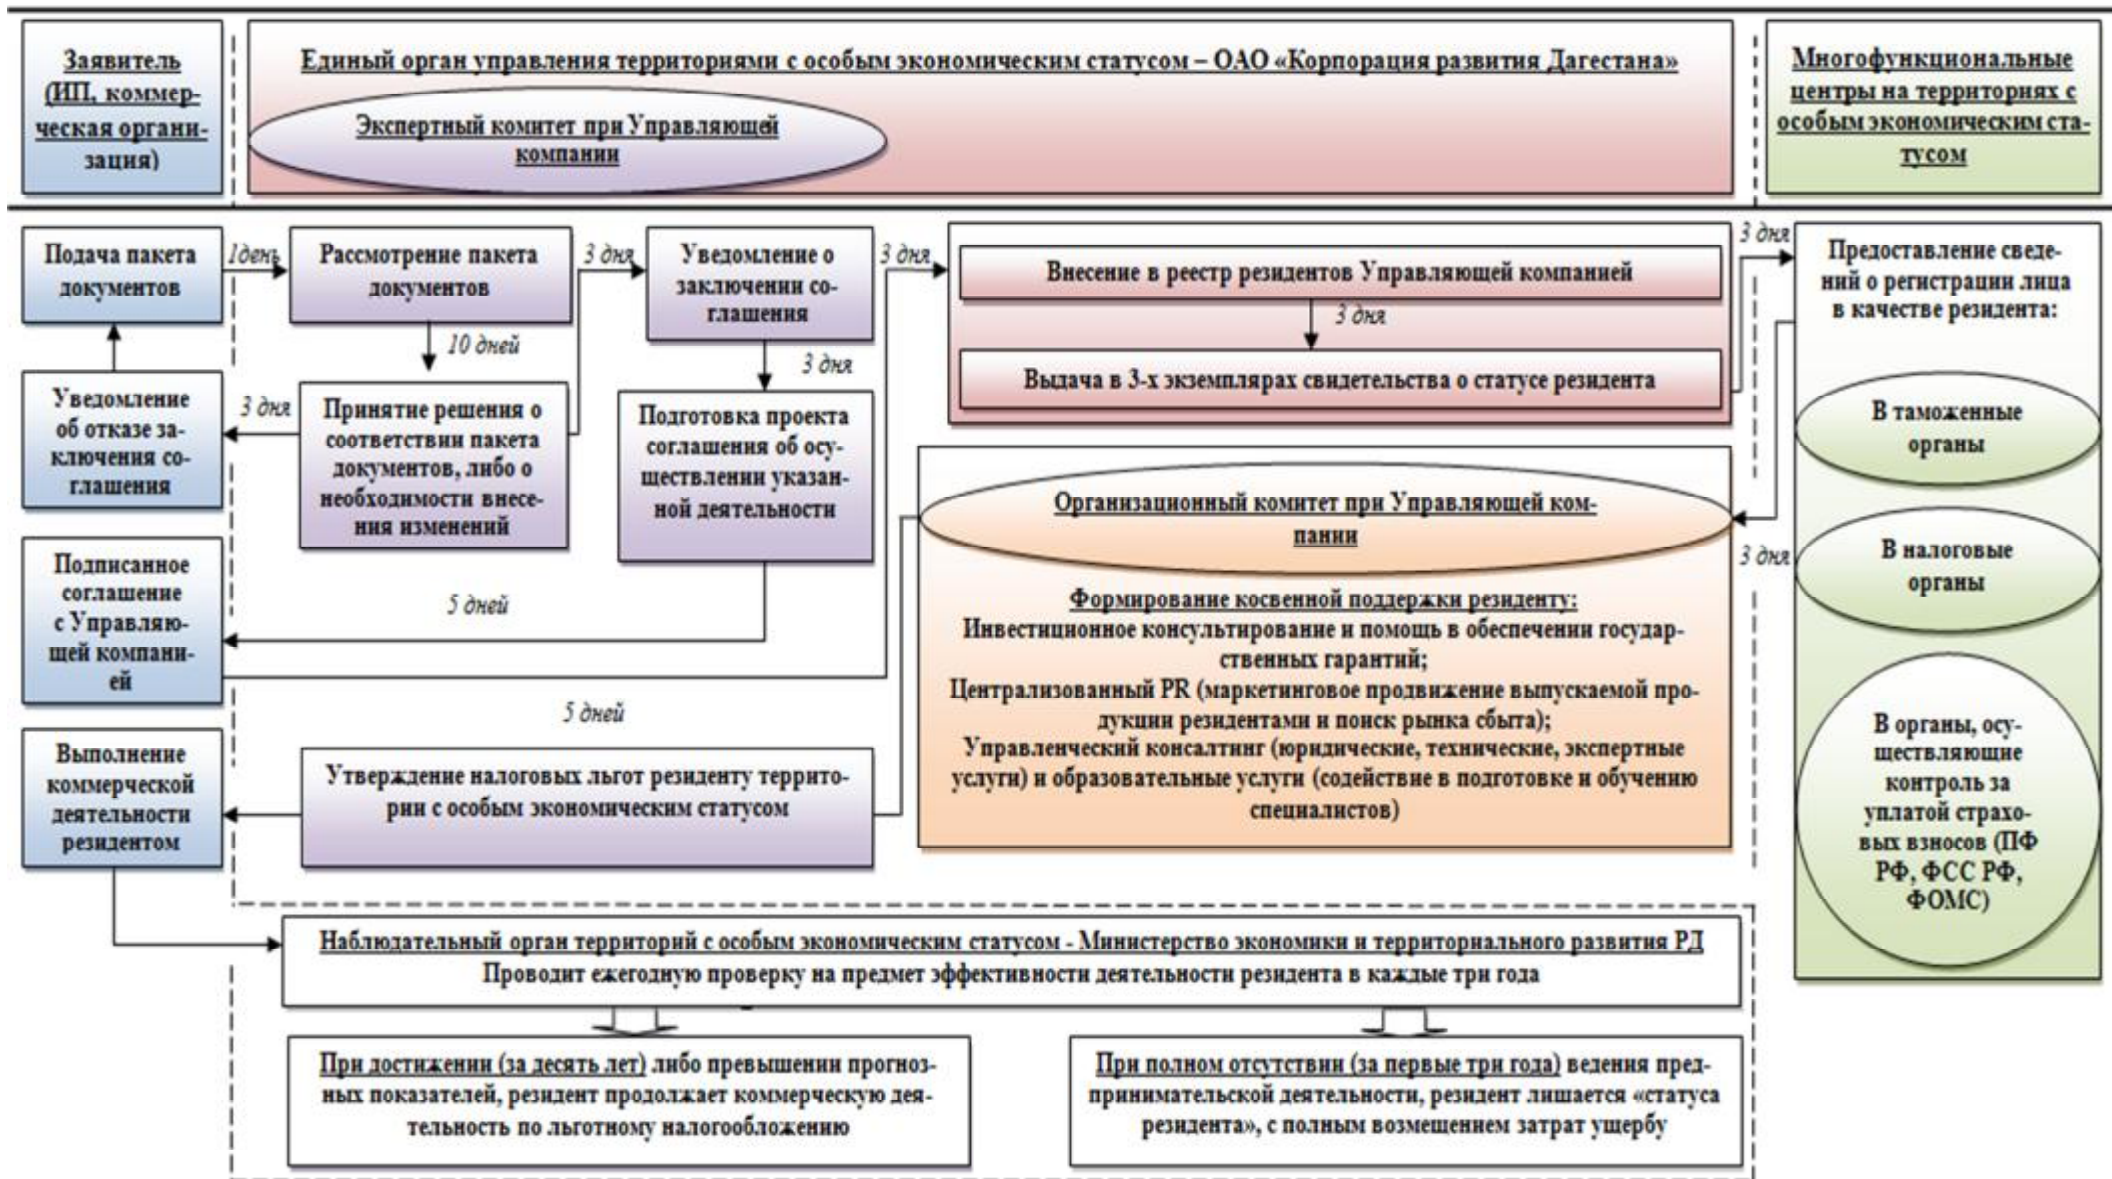 Заявитель
(ИП, коммер-
ческая органи-
зация)
Единый орган управления территориями с особым экономическим статусом – ОАО «Корпорация развития Дагестана»
Экспертный комитет при Управляющей
компании
Многофункциональные
центры на территориях с
особым экономическим ста-
тусом
Подача пакета
документов
1день
Рассмотрение пакета
документов
3 дня
Уведомление о
заключении со-
глашения
3 дня
Внесение в реестр резидентов Управляющей компанией
3 дня
Выдача в 3-х экземплярах свидетельства о статусе резидента
3 дня
Предоставление сведе-
ний о регистрации лица
в качестве резидента:
10 дней
3 дня
Уведомление
об отказе за-
ключения со-
глашения
3 дня
Принятие решения о
соответствии пакета
документов, либо о
необходимости внесе-
ния изменений
Подготовка проекта
соглашения об осу-
ществлении указан-
ной деятельности
В таможенные
органы
Организационный комитет при Управляющей ком-
пании
3 дня
В налоговые
органы
Подписанное
соглашение
с Управляю-
щей компани-
ей
5 дней
Формирование косвенной поддержки резиденту:
Инвестиционное консультирование и помощь в обеспечении государ-
ственных гарантий;
Централизованный PR (маркетинговое продвижение выпускаемой про-
дукции резидентами и поиск рынка сбыта);
Управленческий консалтинг (юридические, технические, экспертные
услуги) и образовательные услуги (содействие в подготовке и обучению
специалистов)
5 дней
В органы, осу-
ществляющие
контроль за
уплатой страхо-
вых взносов (ПФ
РФ, ФСС РФ,
ФОМС)
Выполнение
коммерческой
деятельности
резидентом
Утверждение налоговых льгот резиденту террито-
рии с особым экономическим статусом
Наблюдательный орган территорий с особым экономическим статусом - Министерство экономики и территориального развития РД
Проводит ежегодную проверку на предмет эффективности деятельности резидента в каждые три года
При достижении (за десять лет) либо превышении прогноз-
ных показателей, резидент продолжает коммерческую дея-
тельность по льготному налогообложению
При полном отсутствии (за первые три года) ведения пред-
принимательской деятельности, резидент лишается «статуса
резидента», с полным возмещением затрат ущербу